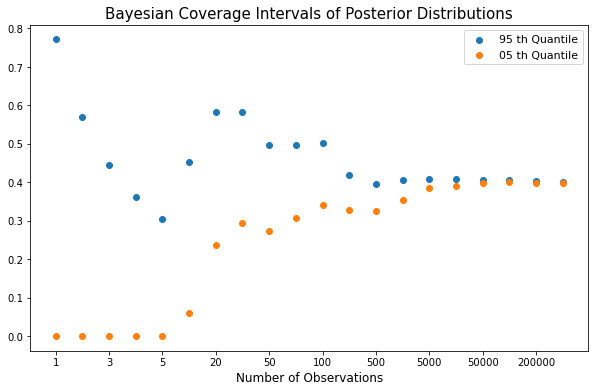 Bayesian Coverage Intervals of Posterior Distributions
95 th Quantile
05 th Quantile
0.8
0.7
0.6
0.5
0.4
0.3
0.2
0.1
0.0
1 3 5 20 50 100 500 5000 50000 200000
Number of Observations